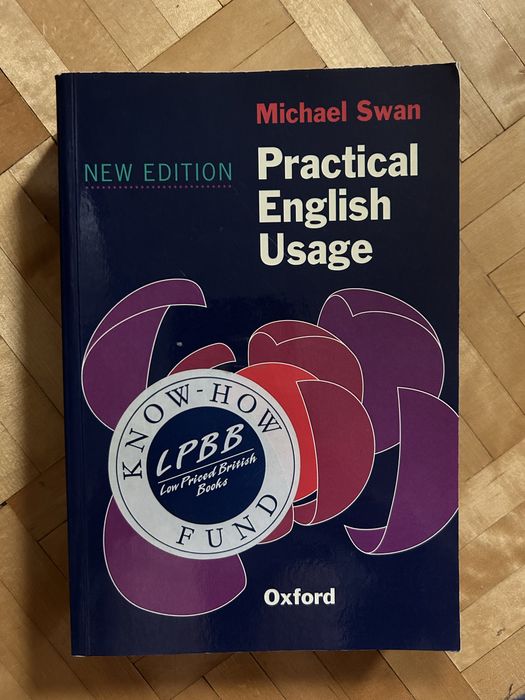 Michael Swan
NEW EDITION
Practical
English
Usage
KNOW-HOW
LPBB
Low Priced British
Books
FUND
Oxford